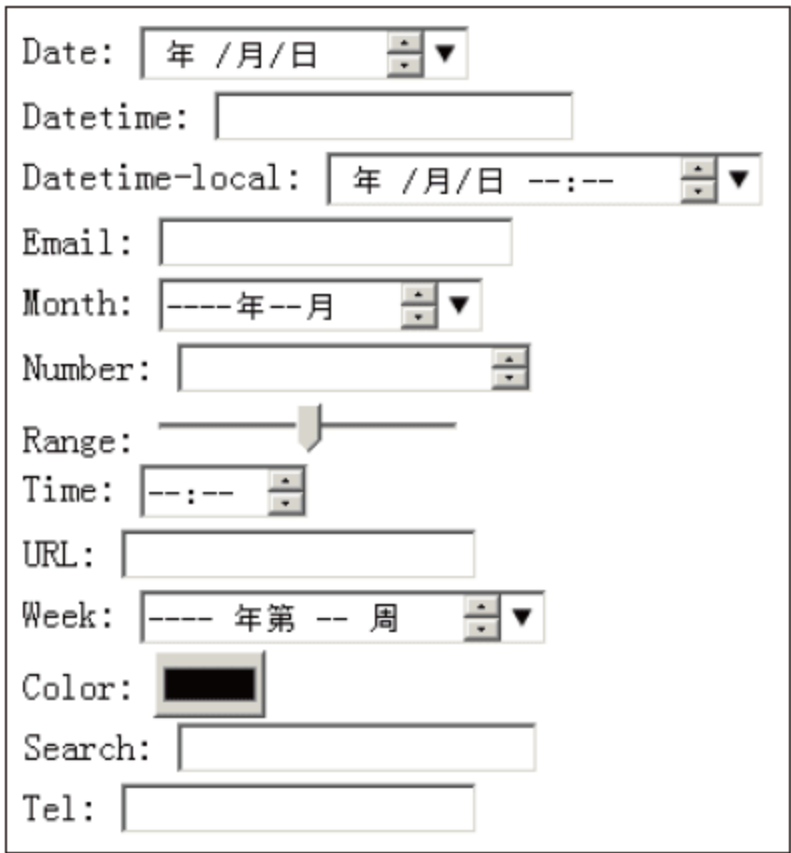 Date: 年 /月/日
Datetime:
Datetime-local: 年 /月/日 --:--
Email:
Month: ----年--月
Number:
Range:
Time: --:--
URL:
Week: ---- 年第 -- 周
Color:
Search:
Tel: